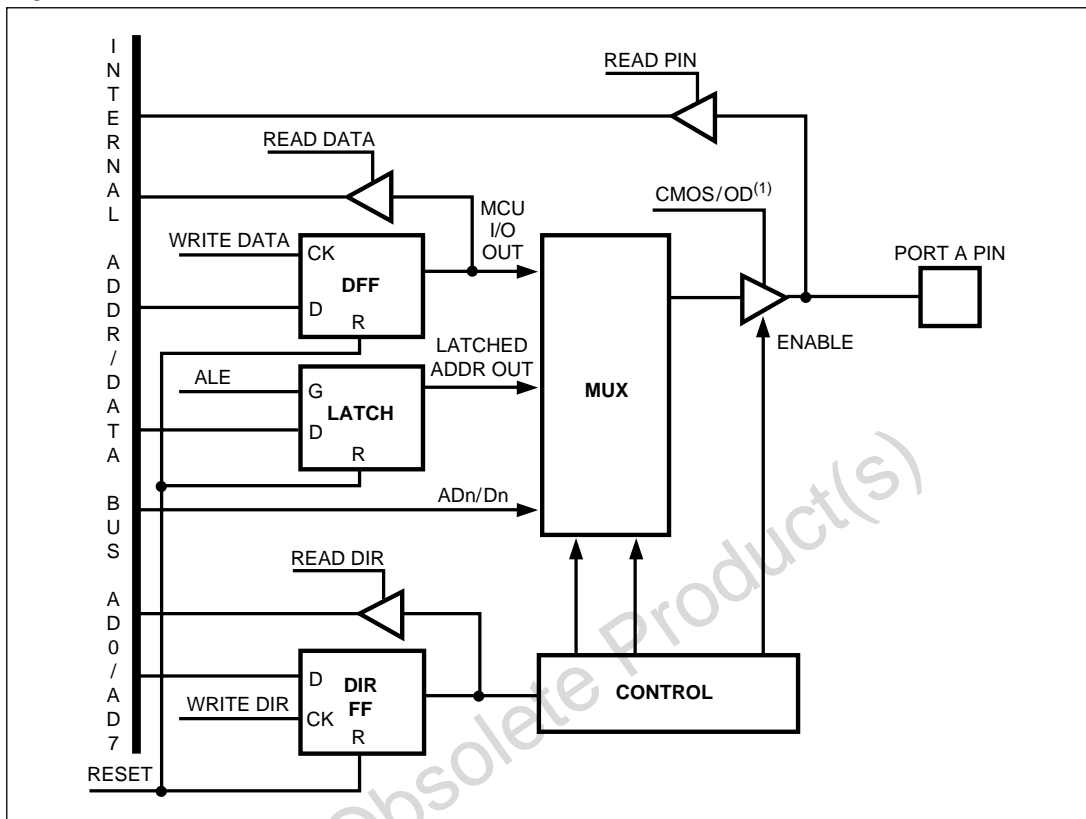 INTERNAL ADDR/DATA BUS AD0/AD7
READ PIN
READ DATA
CMOS/OD(1)
MCU
I/O
OUT
WRITE DATA
CK
DFF
D
R
PORT A PIN
ENABLE
LATCHED
ADDR OUT
ALE
G
LATCH
D
R
MUX
ADn/Dn
READ DIR
D
DIR
FF
WRITE DIR
CK
R
CONTROL
RESET
Obsolete Product(s)